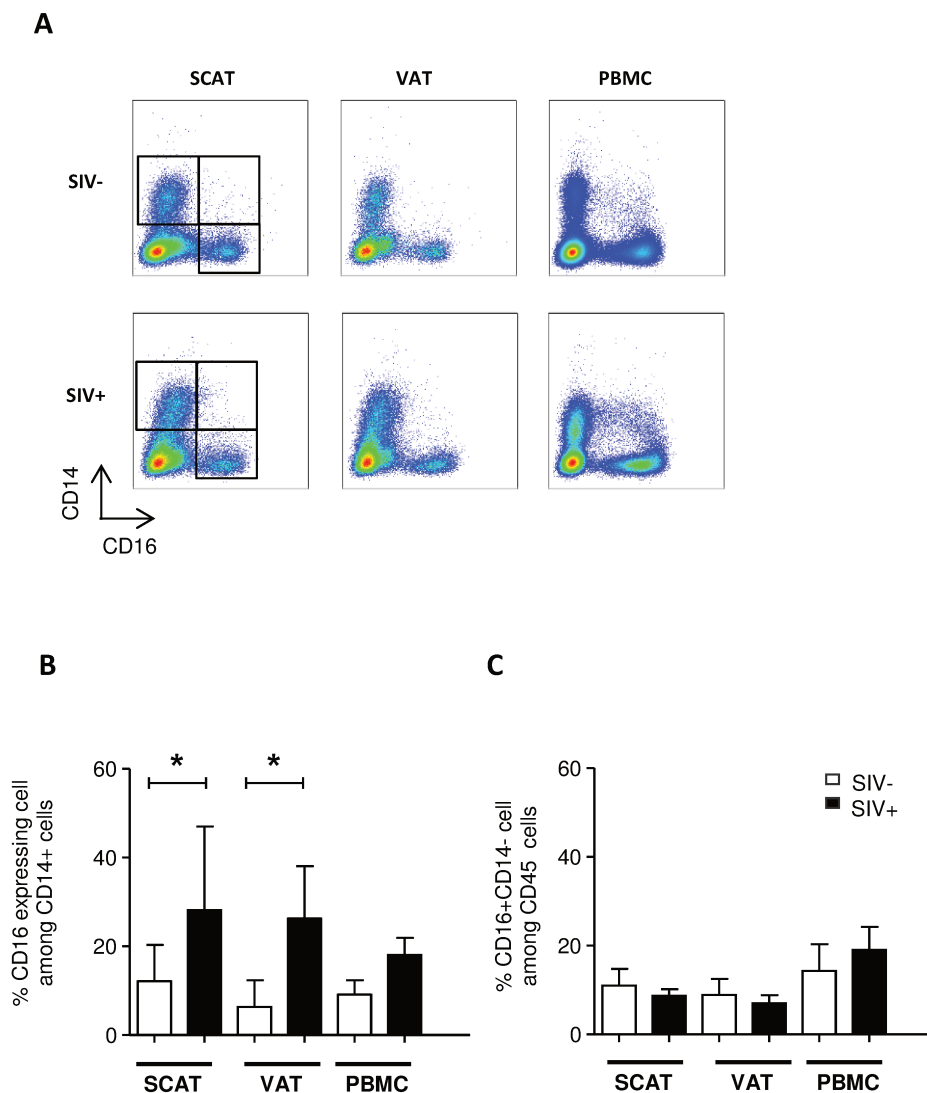 A
SCAT VAT PBMC
SIV-
SIV+
CD14
CD16
B
% CD16 expressing cell
among CD14+ cells
60
40
20
0
* *
SCAT VAT PBMC
C
% CD16+CD14- cell
among CD45 cells
60
40
20
0
SIV-
SIV+
SCAT VAT PBMC